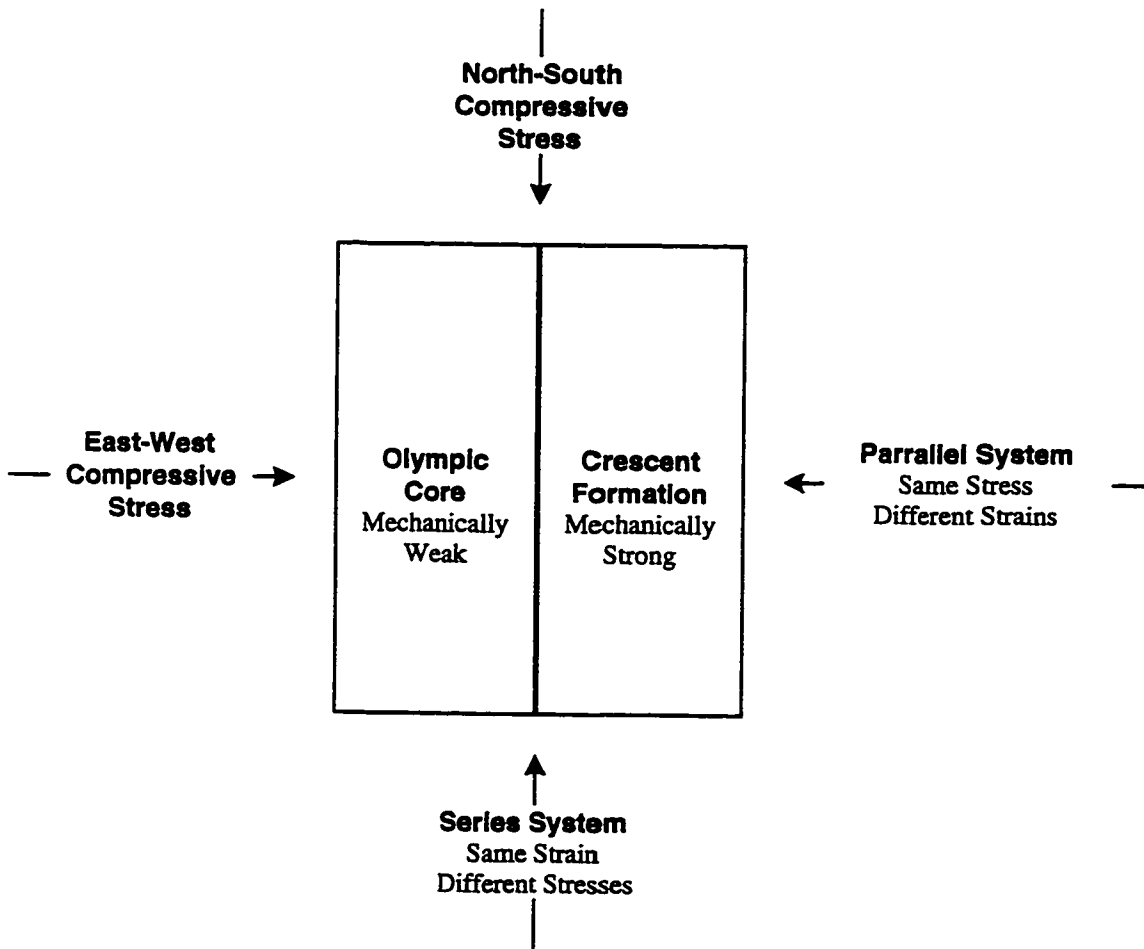 North-South
Compressive
Stress
East-West
Compressive
Stress
Olympic
Core
Mechanically
Weak
Crescent
Formation
Mechanically
Strong
Parrallel System
Same Stress
Different Strains
Series System
Same Strain
Different Stresses